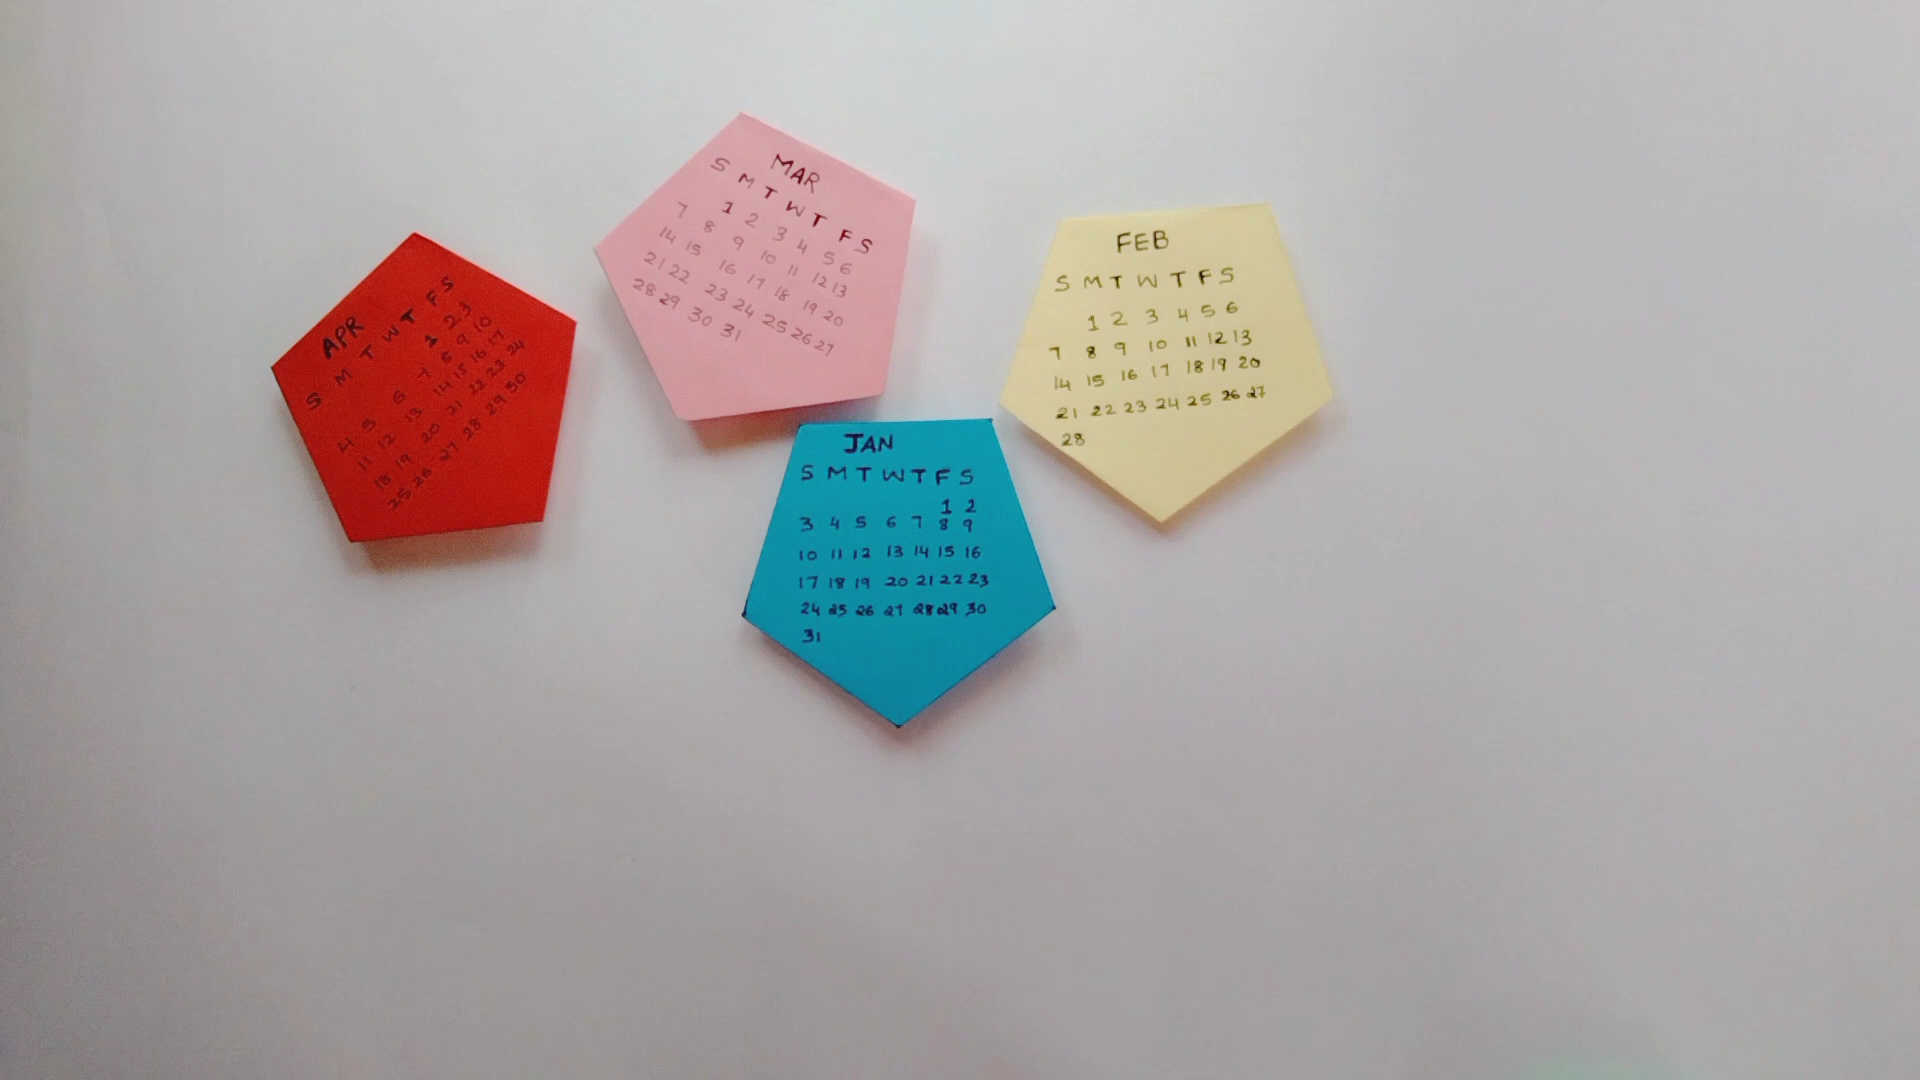 APR
S M T W T F S
1 2 3
4 5 6 7 8 9 10
11 12 13 14 15 16 17
18 19 20 21 22 23 24
25 26 27 28 29 30
MAR
S M T W T F S
1 2 3 4 5 6
7 8 9 10 11 12 13
14 15 16 17 18 19 20
21 22 23 24 25 26 27
28 29 30 31
FEB
S M T W T F S
1 2 3 4 5 6
7 8 9 10 11 12 13
14 15 16 17 18 19 20
21 22 23 24 25 26 27
28
JAN
S M T W T F S
1 2
3 4 5 6 7 8 9
10 11 12 13 14 15 16
17 18 19 20 21 22 23
24 25 26 27 28 29 30
31